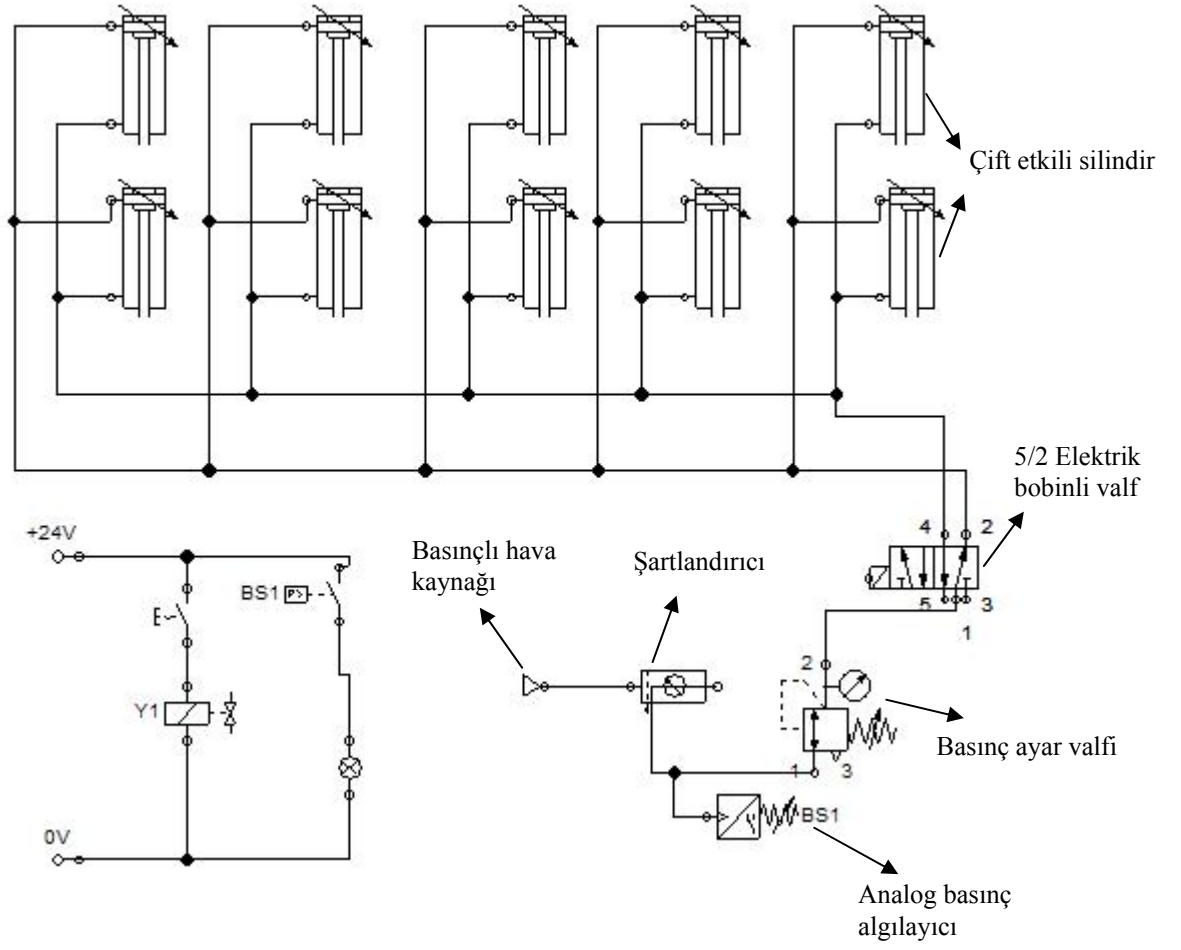 Çift etkili silindir
5/2 Elektrik
bobinli valf
4 2
5 3
1
+24V
BS1
Y1
0V
Basınçlı hava
kaynağı
Şartlandırıcı
2
1 3
Basınç ayar valfi
BS1
Analog basınç
algılayıcı